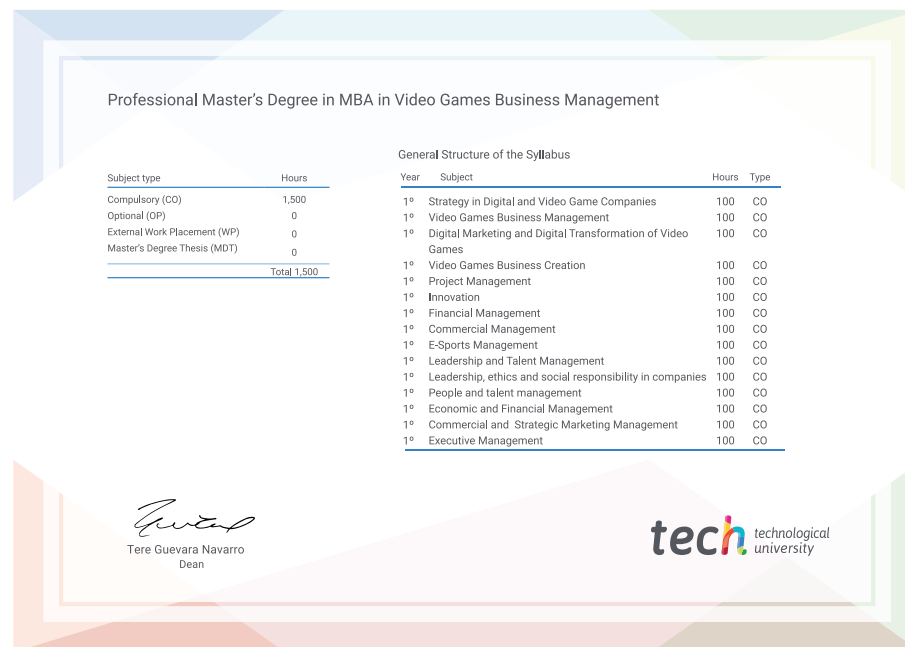 Professional Master's Degree in MBA in Video Games Business Management
Subject type Hours
Compulsory (CO) 1,500
Optional (OP) 0
External Work Placement (WP) 0
Master's Degree Thesis (MDT) 0
Total 1,500
General Structure of the Syllabus
Year Subject Hours Type
1º Strategy in Digital and Video Game Companies 100 CO
1º Video Games Business Management 100 CO
1º Digital Marketing and Digital Transformation of Video 100 CO
Games
1º Video Games Business Creation 100 CO
1º Project Management 100 CO
1º Innovation 100 CO
1º Financial Management 100 CO
1º Commercial Management 100 CO
1º E-Sports Management 100 CO
1º Leadership and Talent Management 100 CO
1º Leadership, ethics and social responsibility in companies 100 CO
1º People and talent management 100 CO
1º Economic and Financial Management 100 CO
1º Commercial and Strategic Marketing Management 100 CO
1º Executive Management 100 CO
Tere Guevara Navarro
Dean
tech technological
university